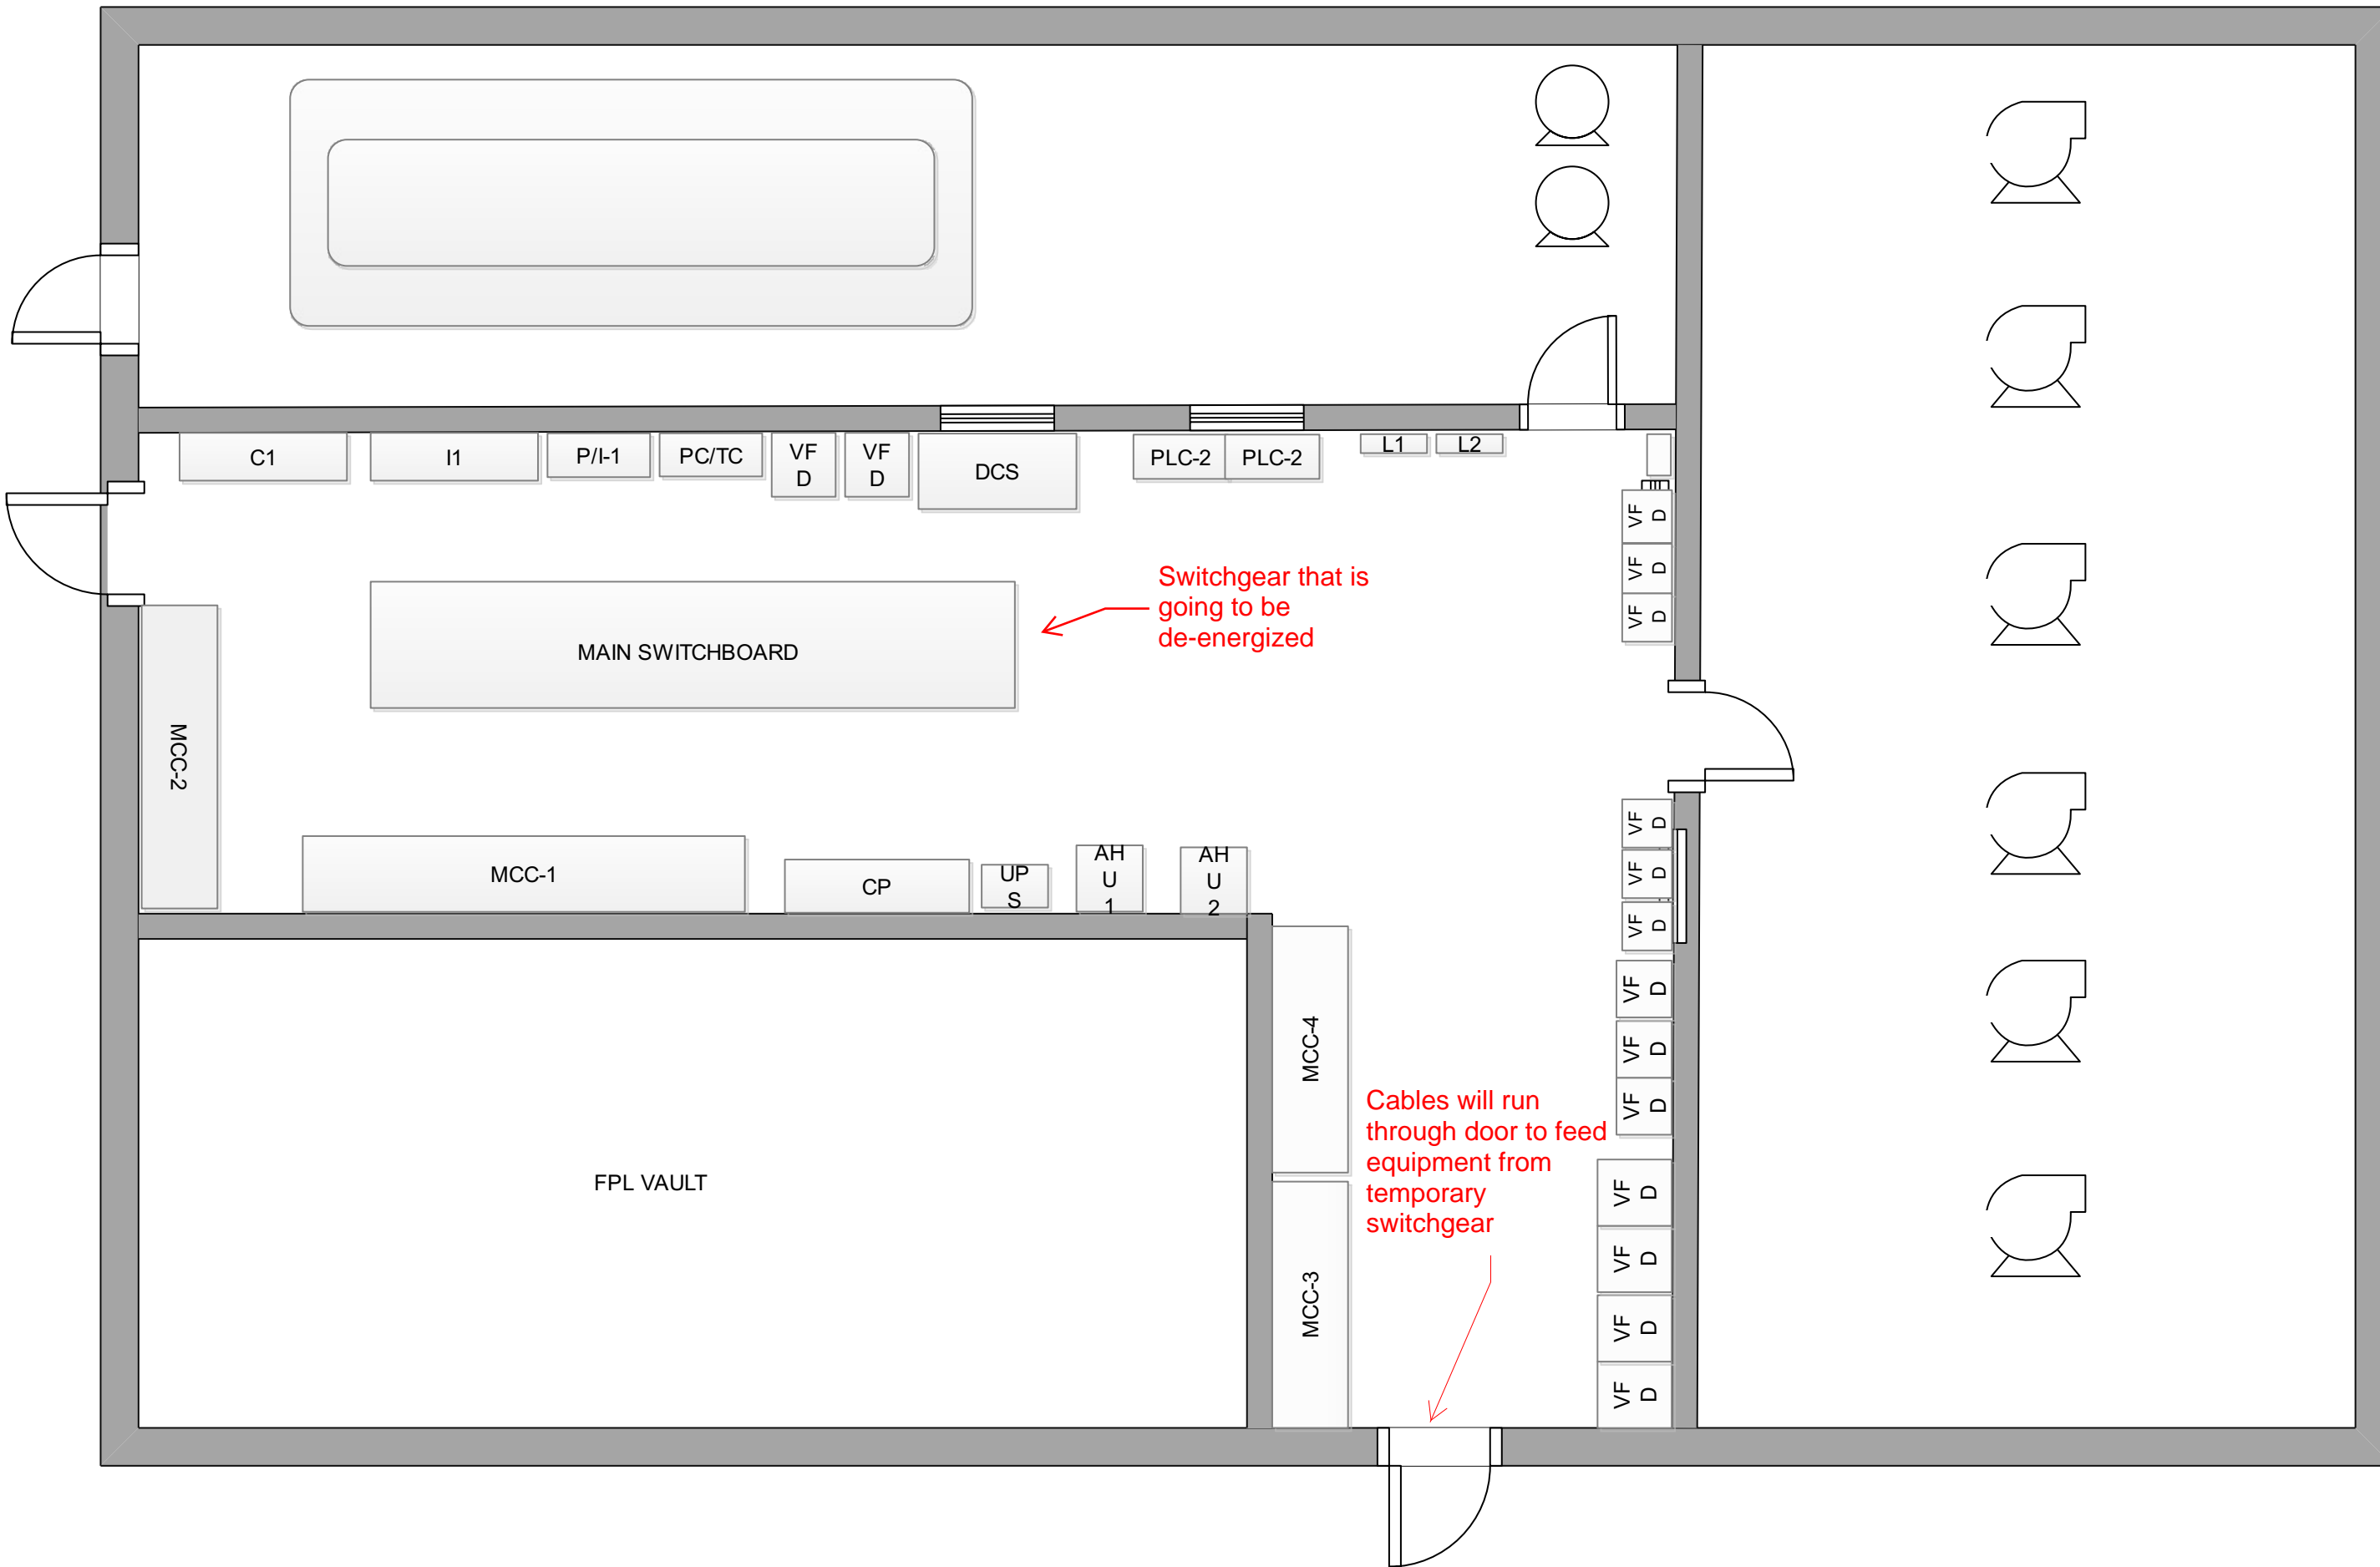 C1
I1
P/I-1
PC/TC
VF
D
VF
D
DCS
PLC-2
PLC-2
L1
L2
VF
D
VF
D
VF
D
Switchgear that is
going to be
de-energized
MAIN SWITCHBOARD
MCC-2
MCC-1
CP
UP
S
AH
U
1
AH
U
2
VF
D
VF
D
VF
D
VF
D
VF
D
VF
D
MCC-4
Cables will run
through door to feed
equipment from
temporary
switchgear
FPL VAULT
MCC-3
VF
D
VF
D
VF
D
VF
D